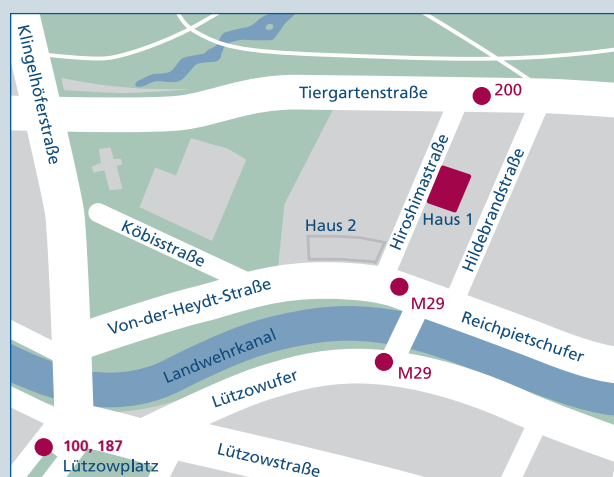 Klingelhöferstraße
Tiergartenstraße
200
Hiroshimastraße
Hildebrandstraße
Haus 1
Haus 2
Köbisstraße
Von-der-Heydt-Straße
M29
Reichpietschufer
Landwehrkanal
M29
Lützowufer
100, 187
Lützowplatz
Lützowstraße